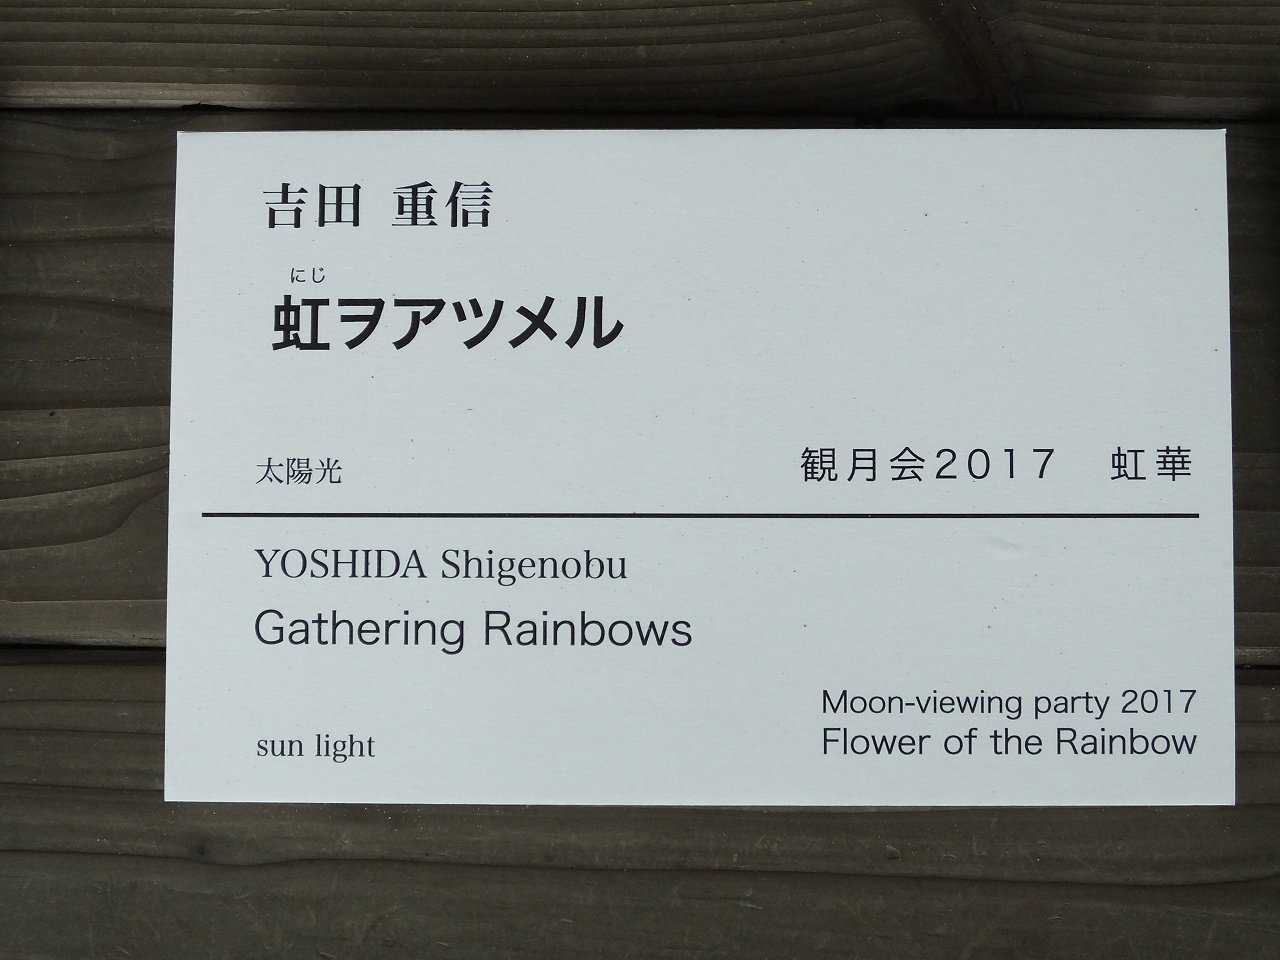 吉田 重信
にじ
虹ヲアツメル
太陽光
観月会2017 虹華
YOSHIDA Shigenobu
Gathering Rainbows
Moon-viewing party 2017
Flower of the Rainbow
sun light